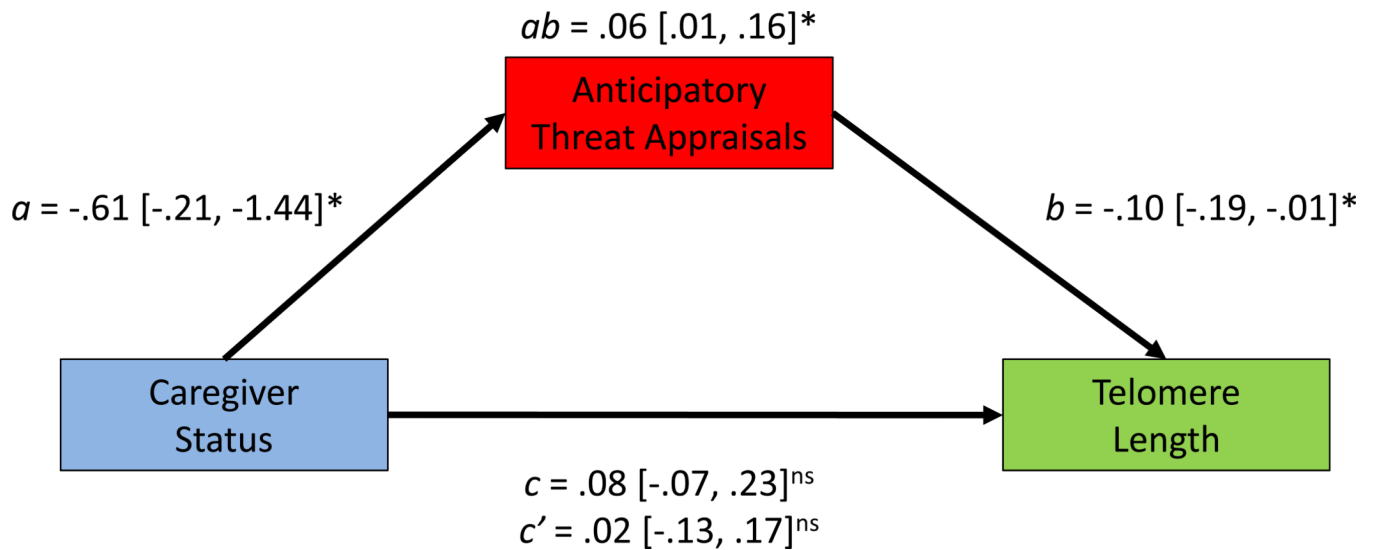 ab = .06 [.01, .16]*
Anticipatory
Threat Appraisals
a = -.61 [-.21, -1.44]*
b = -.10 [-.19, -.01]*
Caregiver
Status
Telomere
Length
c = .08 [-.07, .23]ns
c’ = .02 [-.13, .17]ns